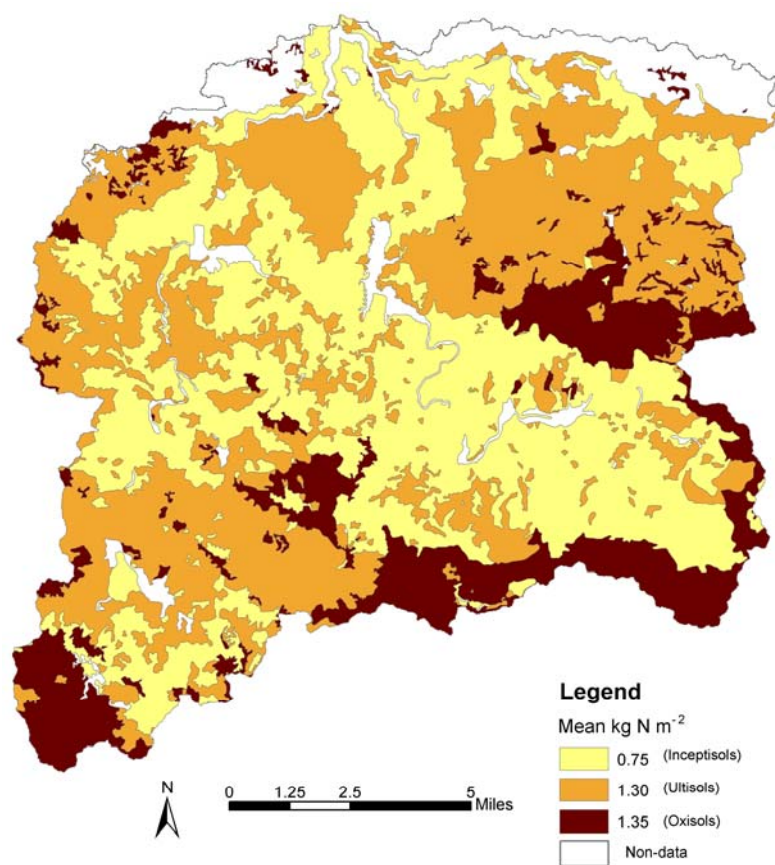 Legend
Mean kg N m⁻²
0.75 (Inceptisols)
1.30 (Ultisols)
1.35 (Oxisols)
Non-data
N
0 1.25 2.5 5
Miles